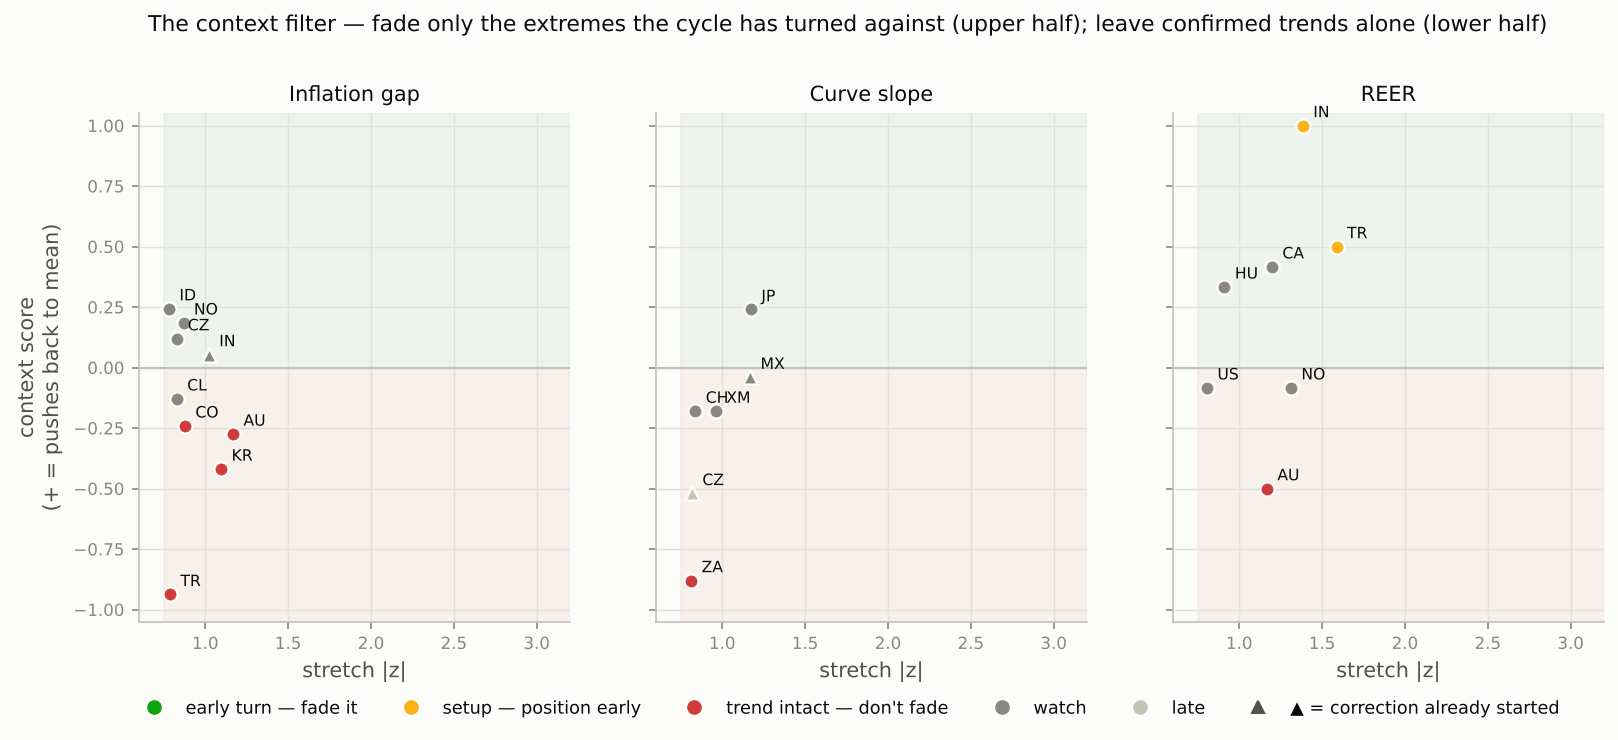 The context filter — fade only the extremes the cycle has turned against (upper half); leave confirmed trends alone (lower half)
Inflation gap
Curve slope
REER
context score
(+ = pushes back to mean)
1.00
0.75
0.50
0.25
0.00
−0.25
−0.50
−0.75
−1.00
ID
NO
CZ
IN
CL
CO
AU
KR
TR
JP
MX
CH
XM
CZ
ZA
IN
TR
CA
HU
US
NO
AU
1.0 1.5 2.0 2.5 3.0
1.0 1.5 2.0 2.5 3.0
1.0 1.5 2.0 2.5 3.0
stretch |z|
stretch |z|
stretch |z|
early turn — fade it
setup — position early
trend intact — don't fade
watch
late
▲ = correction already started